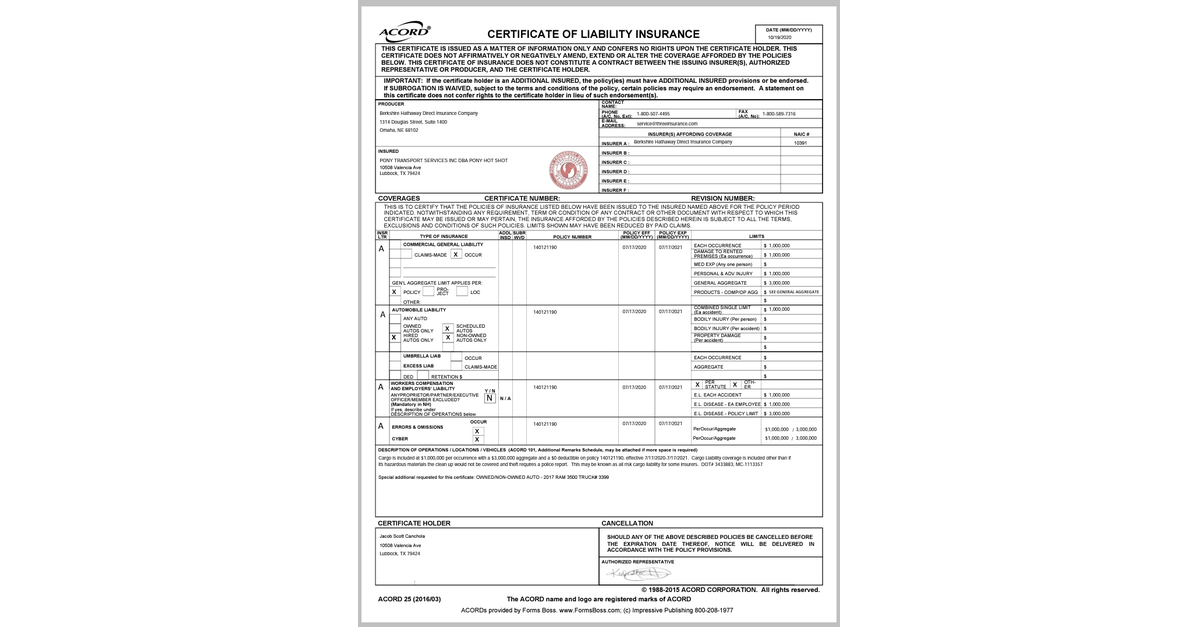 ACORD®
CERTIFICATE OF LIABILITY INSURANCE
DATE (MM/DD/YYYY)
10/19/2020
THIS CERTIFICATE IS ISSUED AS A MATTER OF INFORMATION ONLY AND CONFERS NO RIGHTS UPON THE CERTIFICATE HOLDER. THIS
CERTIFICATE DOES NOT AFFIRMATIVELY OR NEGATIVELY AMEND, EXTEND OR ALTER THE COVERAGE AFFORDED BY THE POLICIES
BELOW. THIS CERTIFICATE OF INSURANCE DOES NOT CONSTITUTE A CONTRACT BETWEEN THE ISSUING INSURER(S), AUTHORIZED
REPRESENTATIVE OR PRODUCER, AND THE CERTIFICATE HOLDER.
IMPORTANT: If the certificate holder is an ADDITIONAL INSURED, the policy(ies) must have ADDITIONAL INSURED provisions or be endorsed.
If SUBROGATION IS WAIVED, subject to the terms and conditions of the policy, certain policies may require an endorsement. A statement on
this certificate does not confer rights to the certificate holder in lieu of such endorsement(s).
PRODUCER
Berkshire Hathaway Direct Insurance Company
1314 Douglas Street, Suite 1400
Omaha, NE 68102
CONTACT NAME:
PHONE (A/C, No, Ext): 1-800-507-4495 FAX (A/C, No): 1-800-589-7316
E-MAIL ADDRESS: service@threeinsurance.com
INSURER(S) AFFORDING COVERAGE NAIC #
INSURER A : Berkshire Hathaway Direct Insurance Company 10391
INSURED
PONY TRANSPORT SERVICES INC DBA PONY HOT SHOT
10508 Valencia Ave
Lubbock, TX 79424
INSURER B :
INSURER C :
INSURER D :
INSURER E :
INSURER F :
COVERAGES CERTIFICATE NUMBER: REVISION NUMBER:
THIS IS TO CERTIFY THAT THE POLICIES OF INSURANCE LISTED BELOW HAVE BEEN ISSUED TO THE INSURED NAMED ABOVE FOR THE POLICY PERIOD
INDICATED. NOTWITHSTANDING ANY REQUIREMENT, TERM OR CONDITION OF ANY CONTRACT OR OTHER DOCUMENT WITH RESPECT TO WHICH THIS
CERTIFICATE MAY BE ISSUED OR MAY PERTAIN, THE INSURANCE AFFORDED BY THE POLICIES DESCRIBED HEREIN IS SUBJECT TO ALL THE TERMS,
EXCLUSIONS AND CONDITIONS OF SUCH POLICIES. LIMITS SHOWN MAY HAVE BEEN REDUCED BY PAID CLAIMS.
INSR LTR TYPE OF INSURANCE ADDL INSD SUBR WVD POLICY NUMBER POLICY EFF (MM/DD/YYYY) POLICY EXP (MM/DD/YYYY) LIMITS
A COMMERCIAL GENERAL LIABILITY 140121190 07/17/2020 07/17/2021 EACH OCCURRENCE $ 1,000,000
CLAIMS-MADE X OCCUR DAMAGE TO RENTED PREMISES (Ea occurrence) $ 1,000,000
MED EXP (Any one person) $
PERSONAL & ADV INJURY $ 1,000,000
GEN'L AGGREGATE LIMIT APPLIES PER: GENERAL AGGREGATE $ 3,000,000
X POLICY PRO-JECT LOC PRODUCTS - COMP/OP AGG $ SEE GENERAL AGGREGATE
OTHER: $
A AUTOMOBILE LIABILITY 140121190 07/17/2020 07/17/2021 COMBINED SINGLE LIMIT (Ea accident) $ 1,000,000
ANY AUTO BODILY INJURY (Per person) $
OWNED AUTOS ONLY X SCHEDULED AUTOS BODILY INJURY (Per accident) $
X HIRED AUTOS ONLY X NON-OWNED AUTOS ONLY PROPERTY DAMAGE (Per accident) $
$
UMBRELLA LIAB OCCUR EACH OCCURRENCE $
EXCESS LIAB CLAIMS-MADE AGGREGATE $
DED RETENTION $ $
A WORKERS COMPENSATION AND EMPLOYERS' LIABILITY Y / N 140121190 07/17/2020 07/17/2021 X PER STATUTE X OTH-ER
ANYPROPRIETOR/PARTNER/EXECUTIVE OFFICER/MEMBER EXCLUDED? N N / A E.L. EACH ACCIDENT $ 1,000,000
(Mandatory in NH) E.L. DISEASE - EA EMPLOYEE $ 1,000,000
If yes, describe under DESCRIPTION OF OPERATIONS below E.L. DISEASE - POLICY LIMIT $ 3,000,000
A OCCUR 140121190 07/17/2020 07/17/2021
ERRORS & OMISSIONS X PerOccur/Aggregate $1,000,000 / 3,000,000
CYBER X PerOccur/Aggregate $1,000,000 / 3,000,000
DESCRIPTION OF OPERATIONS / LOCATIONS / VEHICLES (ACORD 101, Additional Remarks Schedule, may be attached if more space is required)
Cargo is included at $1,000,000 per occurrence with a $3,000,000 aggregate and a $0 deductible on policy 140121190, effective 7/17/2020-7/17/2021. Cargo Liability coverage is included other than if
its hazardous materials the clean up would not be covered and theft requires a police report. This may be known as all risk cargo liability for some insurers. DOT# 3433883, MC-1113357
Special additional requested for this certificate: OWNED/NON-OWNED AUTO - 2017 RAM 3500 TRUCK# 3399
CERTIFICATE HOLDER
Jacob Scott Canchola
10508 Valencia Ave
Lubbock, TX 79424
CANCELLATION
SHOULD ANY OF THE ABOVE DESCRIBED POLICIES BE CANCELLED BEFORE
THE EXPIRATION DATE THEREOF, NOTICE WILL BE DELIVERED IN
ACCORDANCE WITH THE POLICY PROVISIONS.
AUTHORIZED REPRESENTATIVE
© 1988-2015 ACORD CORPORATION. All rights reserved.
ACORD 25 (2016/03) The ACORD name and logo are registered marks of ACORD
ACORDs provided by Forms Boss. www.FormsBoss.com; (c) Impressive Publishing 800-208-1977